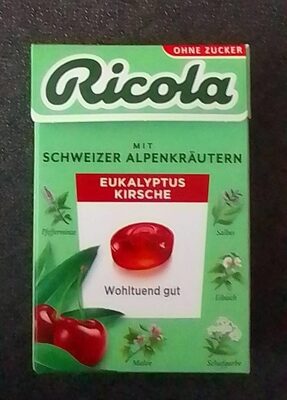 OHNE ZUCKER
Ricola
MIT
SCHWEIZER ALPENKRÄUTERN
EUKALYPTUS
KIRSCHE
Pfefferminze
Salbei
Wohltuend gut
Eibisch
Malve
Schafgarbe